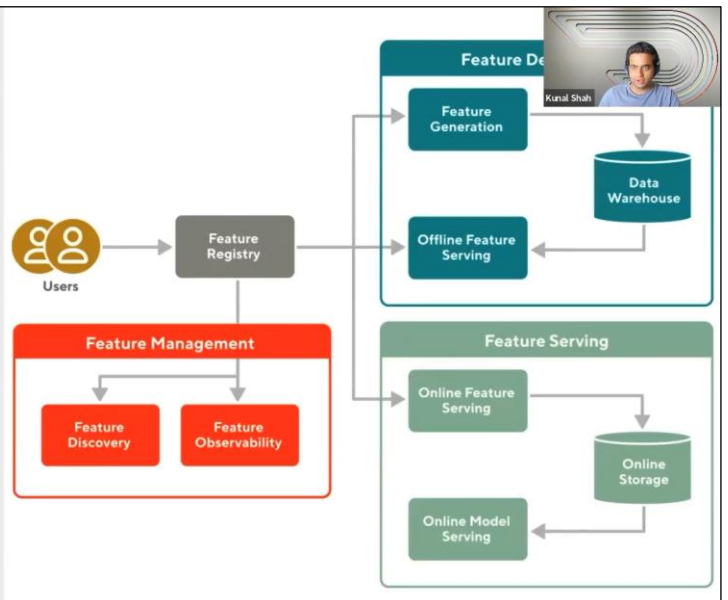 Feature De
Kunal Shah
Feature
Generation
Data
Warehouse
Feature
Registry
Offline Feature
Serving
Users
Feature Management
Feature
Discovery
Feature
Observability
Feature Serving
Online Feature
Serving
Online
Storage
Online Model
Serving